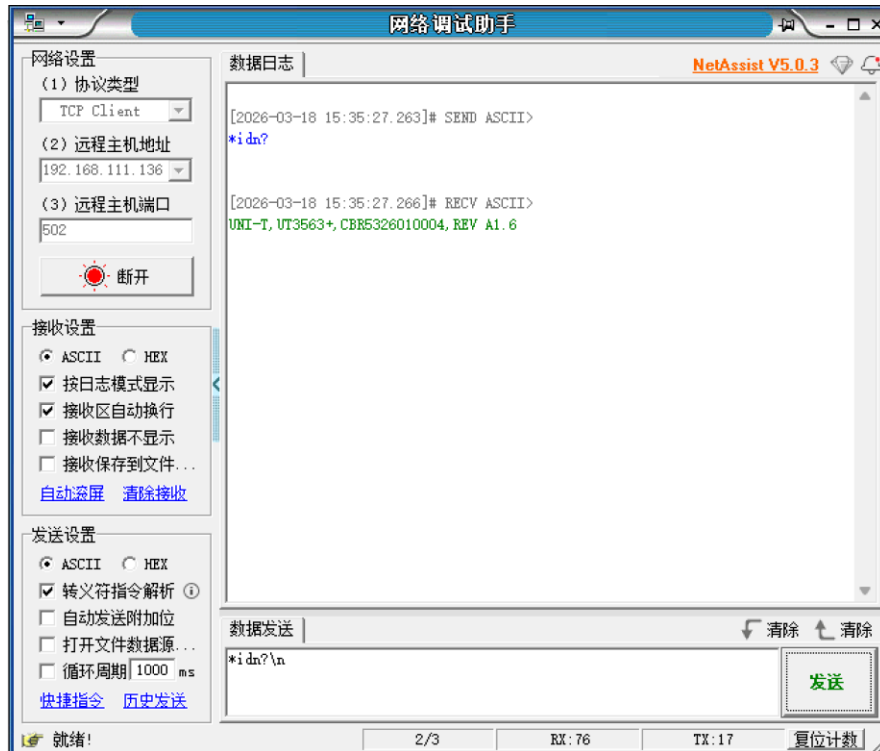 网络调试助手
网络设置
(1) 协议类型
TCP Client
(2) 远程主机地址
192.168.111.136
(3) 远程主机端口
502
断开
接收设置
ASCII HEX
按日志模式显示
接收区自动换行
接收数据不显示
接收保存到文件...
自动滚屏 清除接收
发送设置
ASCII HEX
转义符指令解析
自动发送附加位
打开文件数据源...
循环周期 1000 ms
快捷指令 历史发送
数据日志
NetAssist V5.0.3
[2026-03-18 15:35:27.263]# SEND ASCII>
*idn?
[2026-03-18 15:35:27.266]# RECV ASCII>
UNI-T,UT3563+,CBR5326010004,REV A1.6
数据发送
清除 清除
*idn?\n
发送
就绪!
2/3
RX:76
TX:17
复位计数